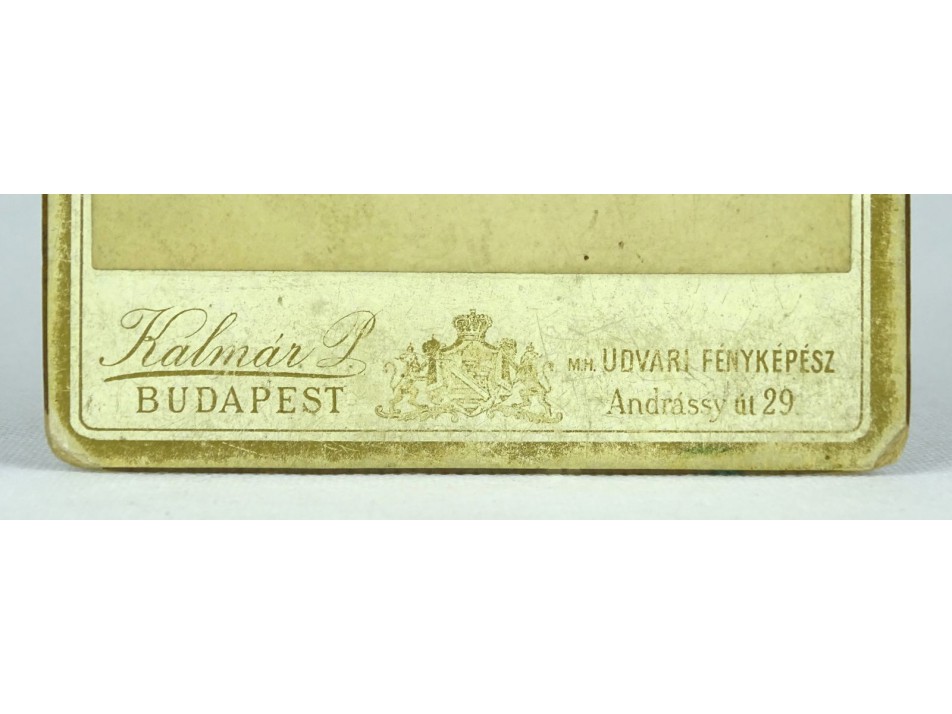 Kalmár. P.
BUDAPEST
M.H. UDVARI FÉNYKÉPÉSZ
Andrássy út 29